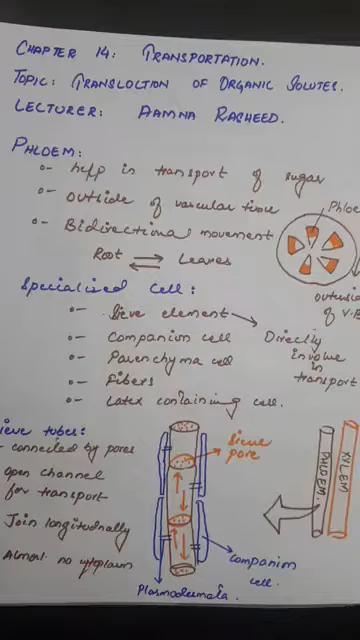 CHAPTER 14: TRANSPORTATION.
TOPIC: TRANSLOCTION OF ORGANIC SOLUTES.
LECTURER: AAMNA RASHEED.
PHLOEM:
o- help in transport of sugar
o- outside of vascular tissue
o- Bidirectional movement
Root ⇌ Leaves
Phloe
outerside
of V.B
Specialized Cell:
o- Sieve element →
o- Companion cell
o- Parenchyma cell
o- Fibers
o- Latex containing cell.
Directly
involve in
transport
Sieve tubes:
- connected by pores
Open channel
for transport
Join longitudnally
Almost no cytoplasm
Sieve
pore
Companion
cell.
Plasmodesmata.
PHLOEM
XYLEM